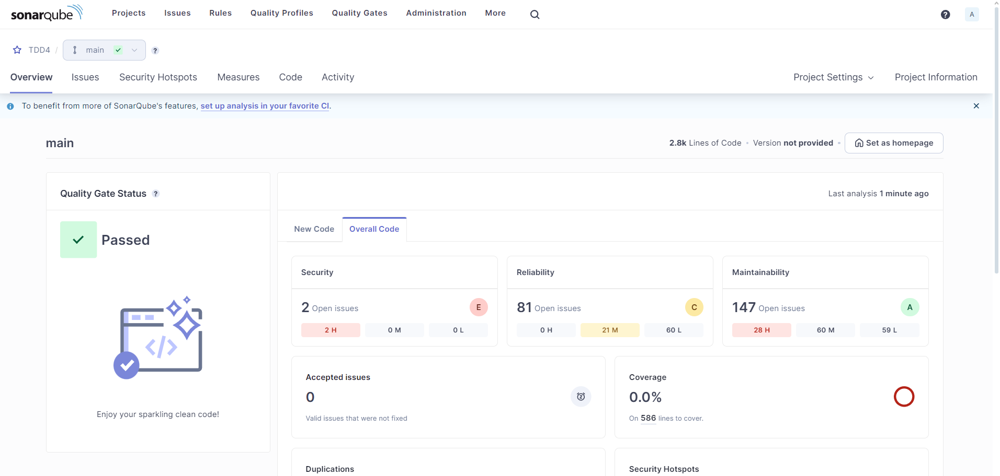 sonarqube Projects Issues Rules Quality Profiles Quality Gates Administration More ? A
TDD4 / main ?
Overview Issues Security Hotspots Measures Code Activity Project Settings Project Information
To benefit from more of SonarQube's features, set up analysis in your favorite CI.
main 2.8k Lines of Code • Version not provided • Set as homepage
Quality Gate Status ? Last analysis 1 minute ago
New Code Overall Code
Passed
Security Reliability Maintainability
2 Open issues E 81 Open issues C 147 Open issues A
2 H 0 M 0 L 0 H 21 M 60 L 28 H 60 M 59 L
</>
Accepted issues Coverage
0 0.0%
Enjoy your sparkling clean code! Valid issues that were not fixed On 586 lines to cover.
Duplications Security Hotspots